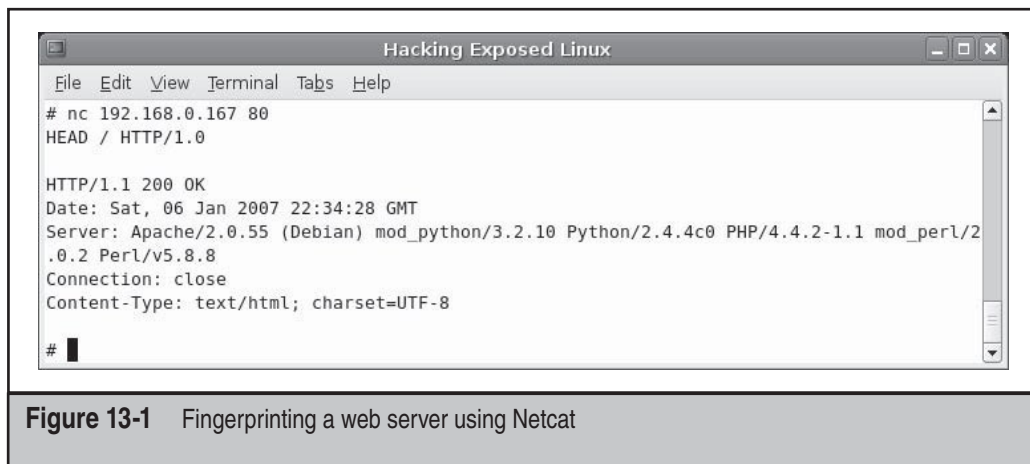 Hacking Exposed Linux
File Edit View Terminal Tabs Help
# nc 192.168.0.167 80
HEAD / HTTP/1.0
HTTP/1.1 200 OK
Date: Sat, 06 Jan 2007 22:34:28 GMT
Server: Apache/2.0.55 (Debian) mod_python/3.2.10 Python/2.4.4c0 PHP/4.4.2-1.1 mod_perl/2
.0.2 Perl/v5.8.8
Connection: close
Content-Type: text/html; charset=UTF-8
#
Figure 13-1 Fingerprinting a web server using Netcat